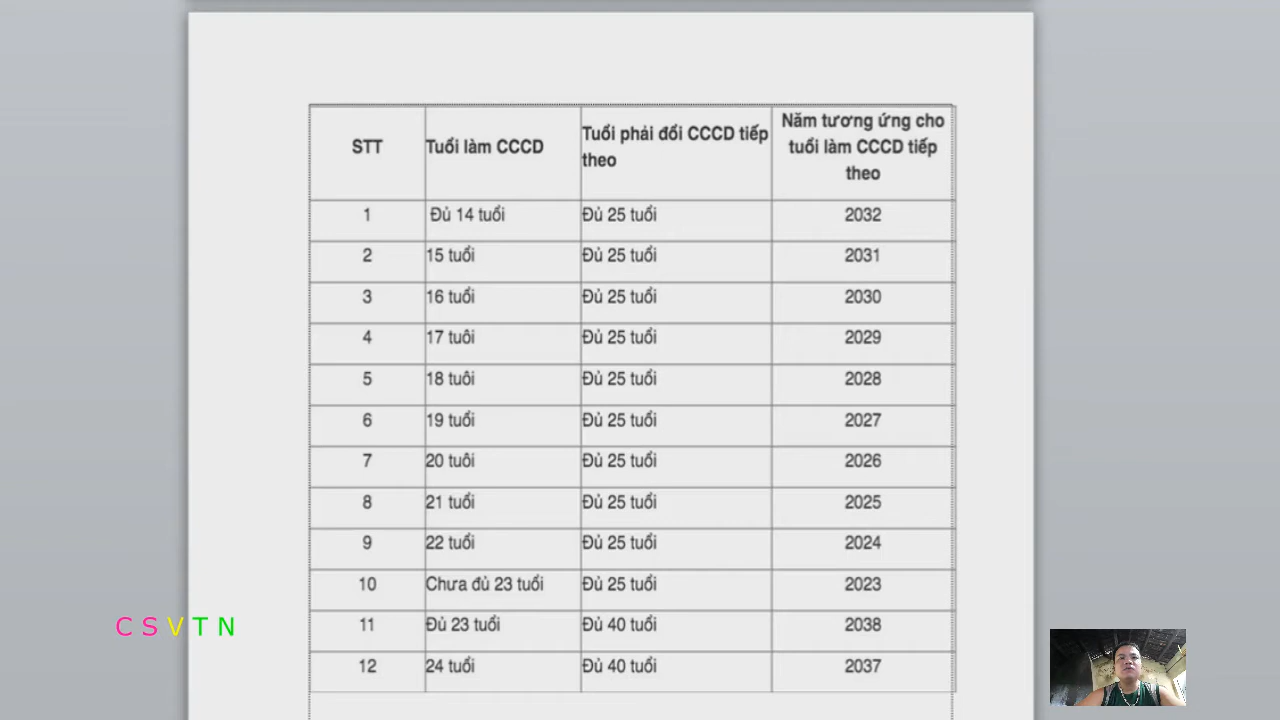 STT Tuổi làm CCCD Tuổi phải đổi CCCD tiếp theo Năm tương ứng cho tuổi làm CCCD tiếp theo
1 Đủ 14 tuổi Đủ 25 tuổi 2032
2 15 tuổi Đủ 25 tuổi 2031
3 16 tuổi Đủ 25 tuổi 2030
4 17 tuôi Đủ 25 tuổi 2029
5 18 tuôi Đủ 25 tuổi 2028
6 19 tuổi Đủ 25 tuổi 2027
7 20 tuôi Đủ 25 tuổi 2026
8 21 tuổi Đủ 25 tuổi 2025
9 22 tuổi Đủ 25 tuổi 2024
10 Chưa đủ 23 tuổi Đủ 25 tuổi 2023
11 Đủ 23 tuổi Đủ 40 tuổi 2038
12 24 tuổi Đủ 40 tuổi 2037
C S V T N